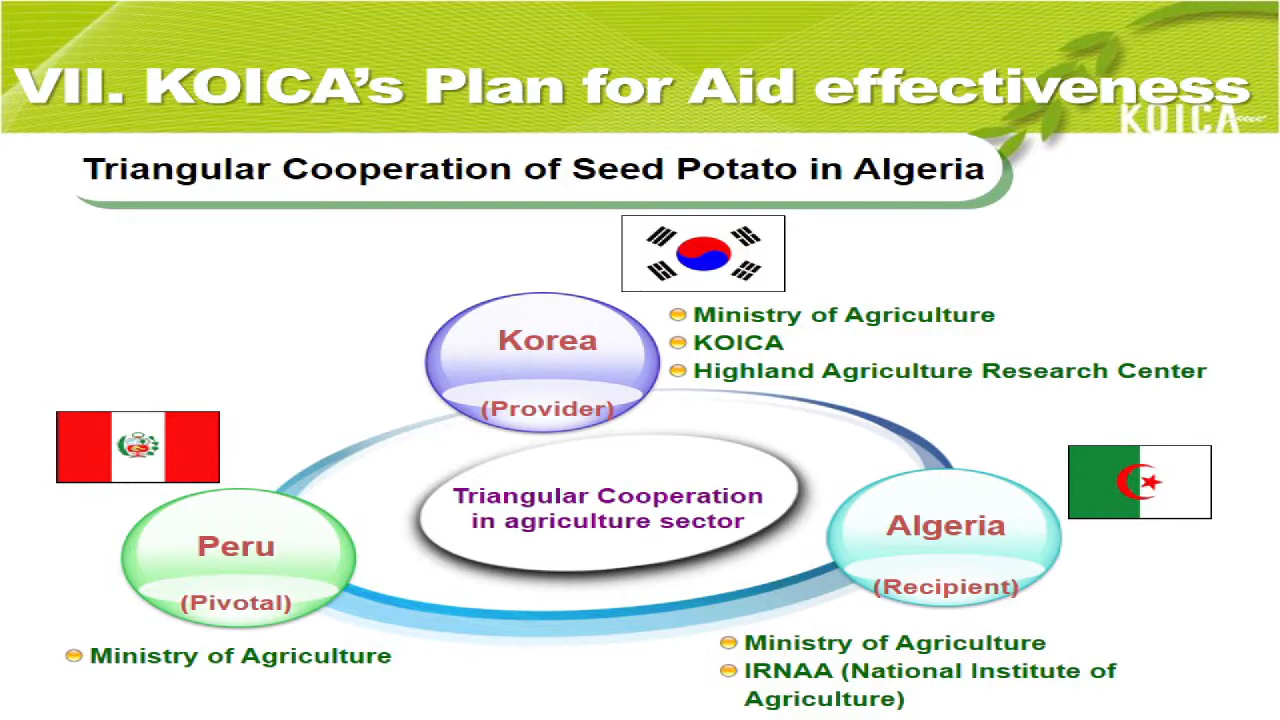 VII. KOICA's Plan for Aid effectiveness
KOICA
Triangular Cooperation of Seed Potato in Algeria
Korea
(Provider)
Ministry of Agriculture
KOICA
Highland Agriculture Research Center
Triangular Cooperation
in agriculture sector
Peru
(Pivotal)
Ministry of Agriculture
Algeria
(Recipient)
Ministry of Agriculture
IRNAA (National Institute of
Agriculture)